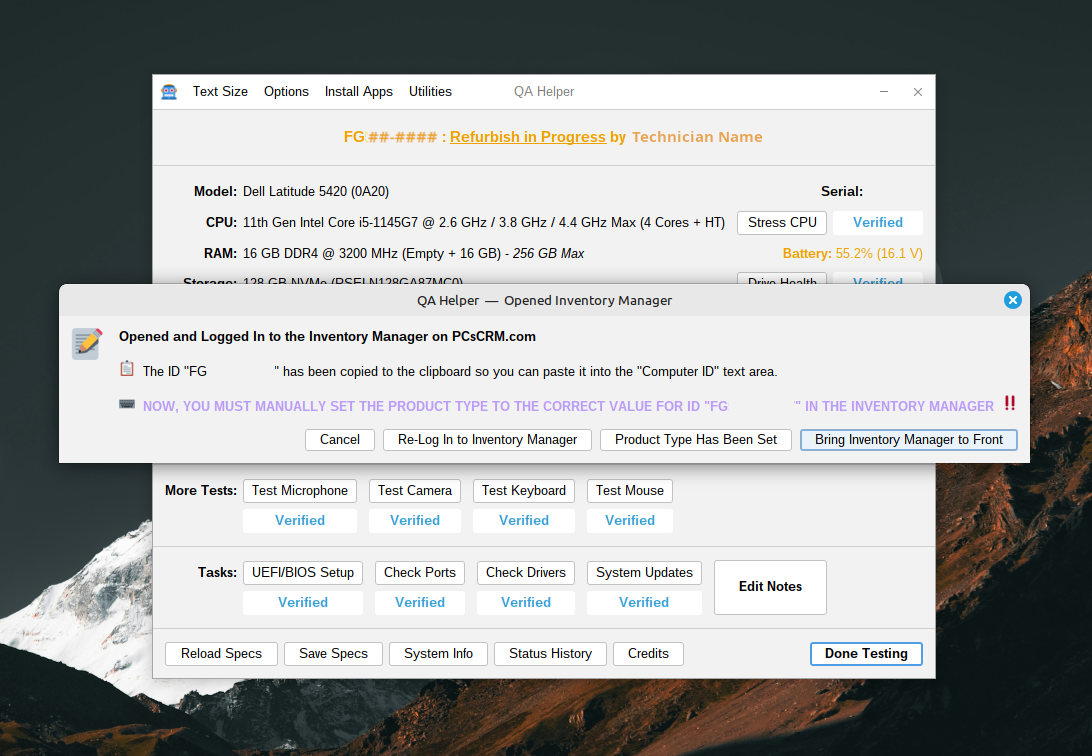 Text Size Options Install Apps Utilities QA Helper
FG ##-#### : Refurbish in Progress by Technician Name
Model: Dell Latitude 5420 (0A20) Serial:
CPU: 11th Gen Intel Core i5-1145G7 @ 2.6 GHz / 3.8 GHz / 4.4 GHz Max (4 Cores + HT) Stress CPU Verified
RAM: 16 GB DDR4 @ 3200 MHz (Empty + 16 GB) - 256 GB Max Battery: 55.2% (16.1 V)
Storage: 128 GB NVMe (PSELN128GA87MC0) Drive Health Verified
QA Helper — Opened Inventory Manager
Opened and Logged In to the Inventory Manager on PCsCRM.com
The ID "FG " has been copied to the clipboard so you can paste it into the "Computer ID" text area.
NOW, YOU MUST MANUALLY SET THE PRODUCT TYPE TO THE CORRECT VALUE FOR ID "FG " IN THE INVENTORY MANAGER ‼
Cancel Re-Log In to Inventory Manager Product Type Has Been Set Bring Inventory Manager to Front
More Tests: Test Microphone Test Camera Test Keyboard Test Mouse
Verified Verified Verified Verified
Tasks: UEFI/BIOS Setup Check Ports Check Drivers System Updates Edit Notes
Verified Verified Verified Verified
Reload Specs Save Specs System Info Status History Credits Done Testing